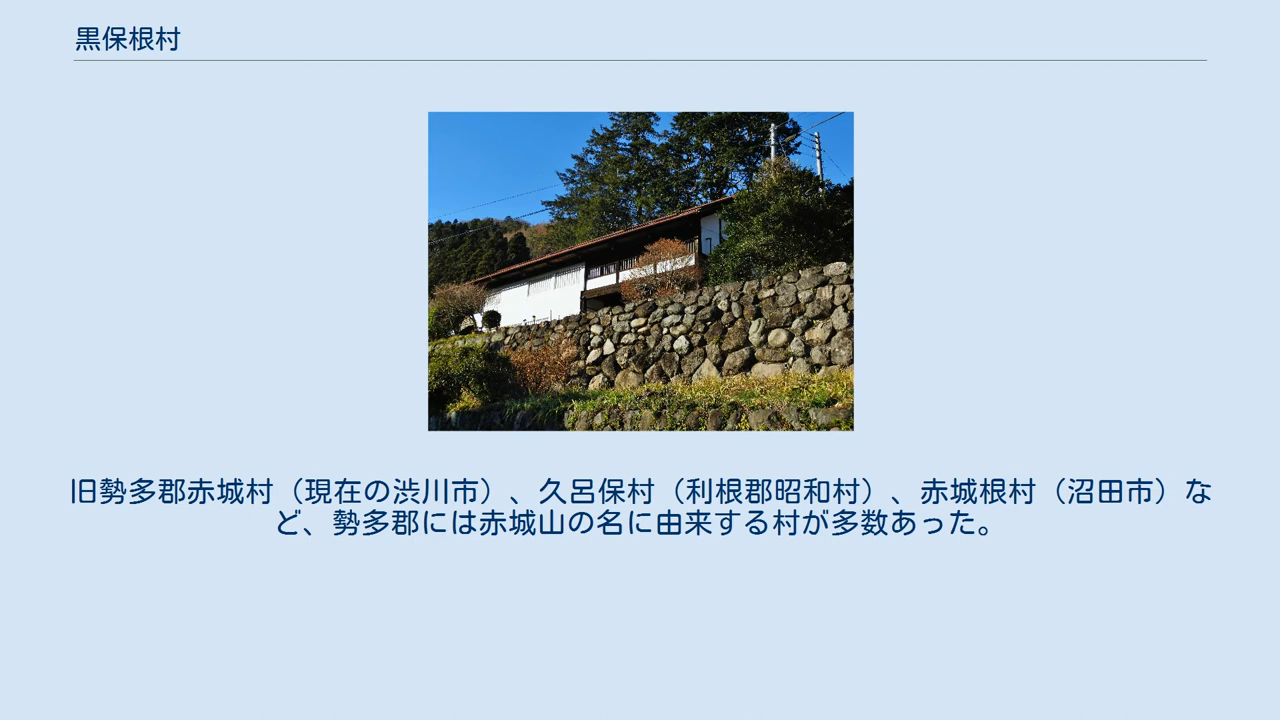 黒保根村
旧勢多郡赤城村（現在の渋川市）、久呂保村（利根郡昭和村）、赤城根村（沼田市）な
ど、勢多郡には赤城山の名に由来する村が多数あった。